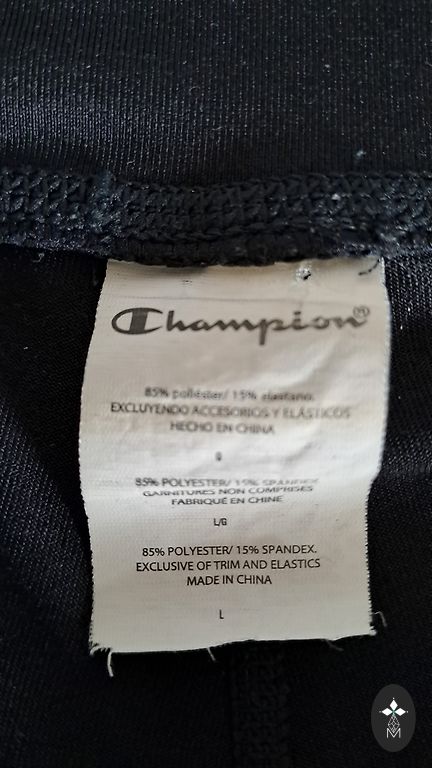 Champion®
85% poliéster/ 15% elastano.
EXCLUYENDO ACCESORIOS Y ELÁSTICOS
HECHO EN CHINA
85% POLYESTER/ 15% SPANDEX
GARNITURES NON COMPRISES
FABRIQUÉ EN CHINE
L/G
85% POLYESTER/ 15% SPANDEX.
EXCLUSIVE OF TRIM AND ELASTICS
MADE IN CHINA
L
M